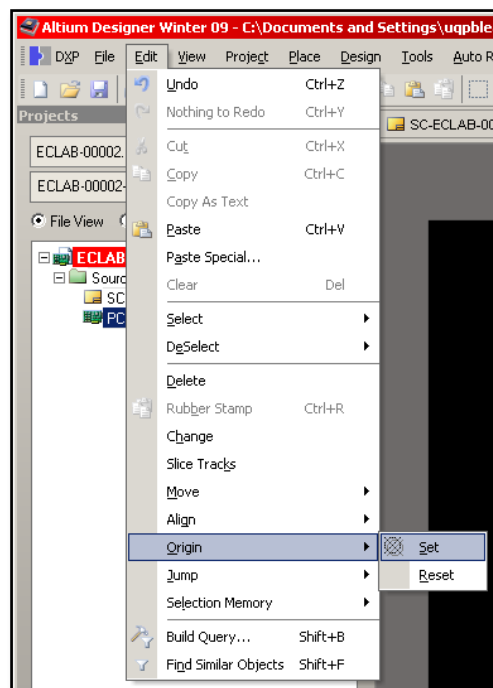 Altium Designer Winter 09 - C:\Documents and Settings\uqpble
DXP File Edit View Project Place Design Tools Auto R
Projects
SC-ECLAB-00
ECLAB-00002.
ECLAB-00002-
File View
ECLAB
Sourc
SC
PC
Undo Ctrl+Z
Nothing to Redo Ctrl+Y
Cut Ctrl+X
Copy Ctrl+C
Copy As Text
Paste Ctrl+V
Paste Special...
Clear Del
Select
DeSelect
Delete
Rubber Stamp Ctrl+R
Change
Slice Tracks
Move
Align
Origin
Set
Reset
Jump
Selection Memory
Build Query... Shift+B
Find Similar Objects Shift+F